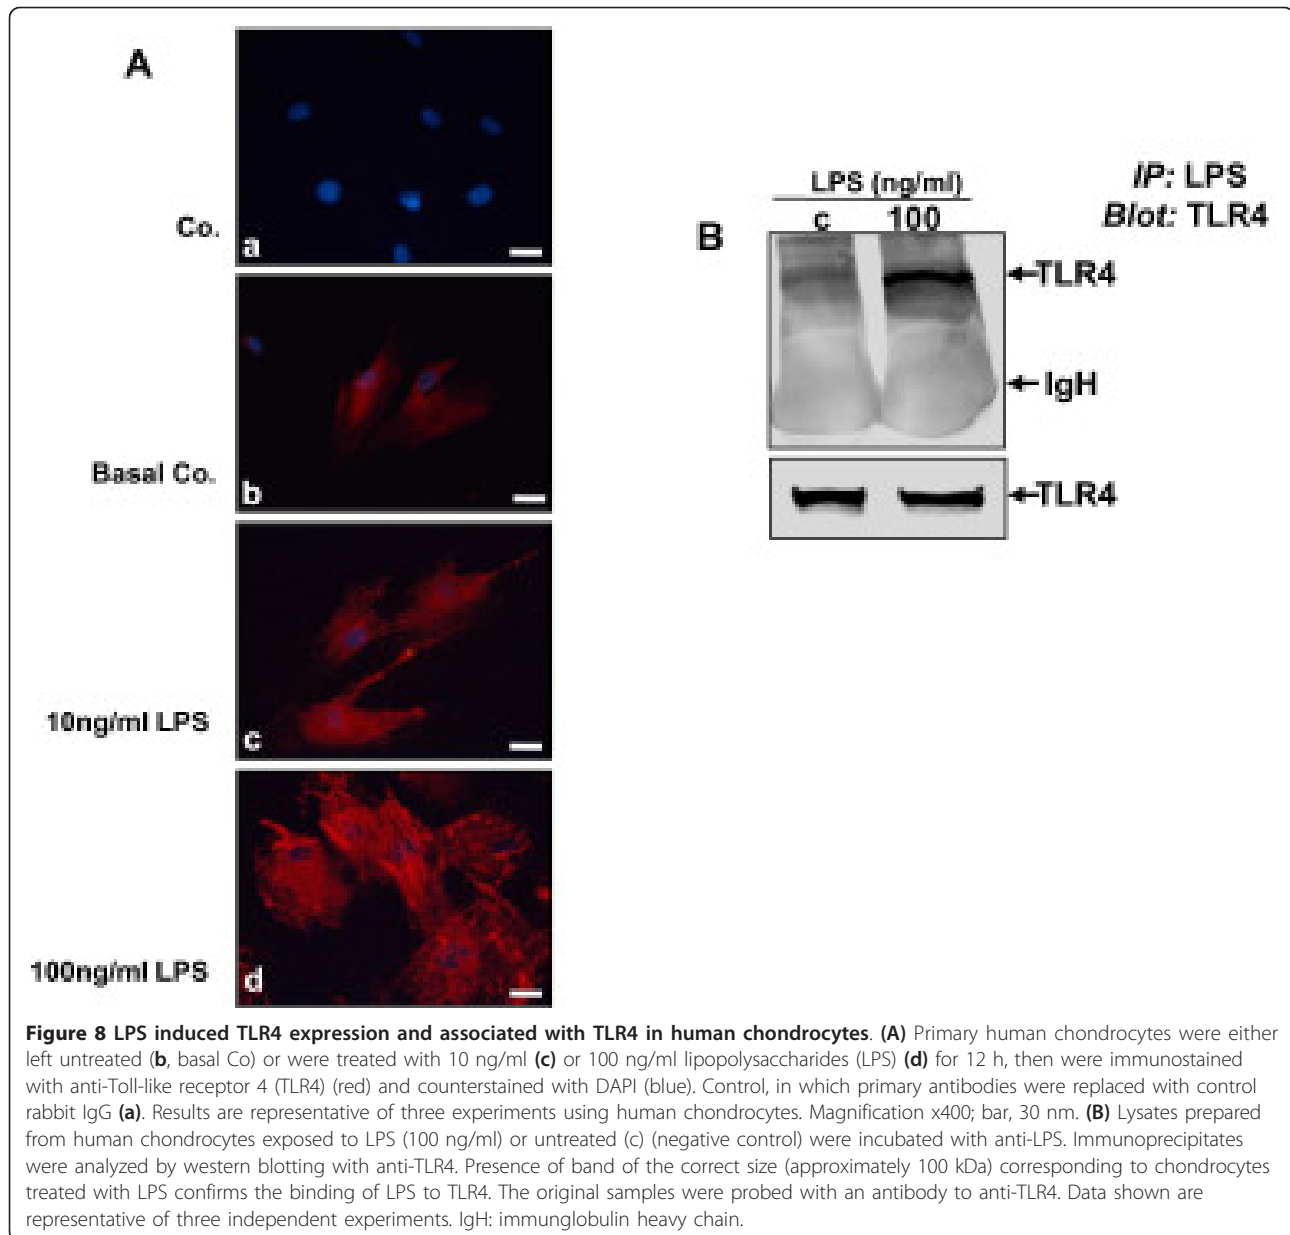 A
Co.
a
Basal Co.
b
10ng/ml LPS
c
100ng/ml LPS
d
B
LPS (ng/ml)
c 100
IP: LPS
Blot: TLR4
TLR4
IgH
TLR4
Figure 8 LPS induced TLR4 expression and associated with TLR4 in human chondrocytes. (A) Primary human chondrocytes were either
left untreated (b, basal Co) or were treated with 10 ng/ml (c) or 100 ng/ml lipopolysaccharides (LPS) (d) for 12 h, then were immunostained
with anti-Toll-like receptor 4 (TLR4) (red) and counterstained with DAPI (blue). Control, in which primary antibodies were replaced with control
rabbit IgG (a). Results are representative of three experiments using human chondrocytes. Magnification x400; bar, 30 nm. (B) Lysates prepared
from human chondrocytes exposed to LPS (100 ng/ml) or untreated (c) (negative control) were incubated with anti-LPS. Immunoprecipitates
were analyzed by western blotting with anti-TLR4. Presence of band of the correct size (approximately 100 kDa) corresponding to chondrocytes
treated with LPS confirms the binding of LPS to TLR4. The original samples were probed with an antibody to anti-TLR4. Data shown are
representative of three independent experiments. IgH: immunglobulin heavy chain.